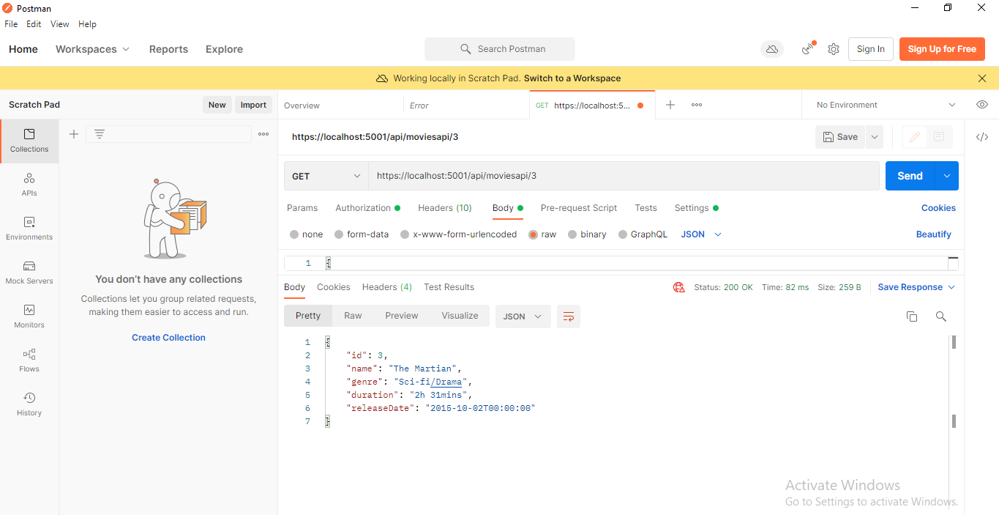 Postman
File Edit View Help
Home Workspaces Reports Explore Search Postman Sign In Sign Up for Free
Working locally in Scratch Pad. Switch to a Workspace
Scratch Pad New Import Overview Error GET https://localhost:5... No Environment
Collections
APIs
Environments
Mock Servers
Monitors
Flows
History
You don't have any collections
Collections let you group related requests,
making them easier to access and run.
Create Collection
https://localhost:5001/api/moviesapi/3 Save
GET https://localhost:5001/api/moviesapi/3 Send
Params Authorization Headers (10) Body Pre-request Script Tests Settings Cookies
none form-data x-www-form-urlencoded raw binary GraphQL JSON Beautify
1 {
Body Cookies Headers (4) Test Results Status: 200 OK Time: 82 ms Size: 259 B Save Response
Pretty Raw Preview Visualize JSON
1 {
2 "id": 3,
3 "name": "The Martian",
4 "genre": "Sci-fi/Drama",
5 "duration": "2h 31mins",
6 "releaseDate": "2015-10-02T00:00:00"
7 }
Activate Windows
Go to Settings to activate Windows.